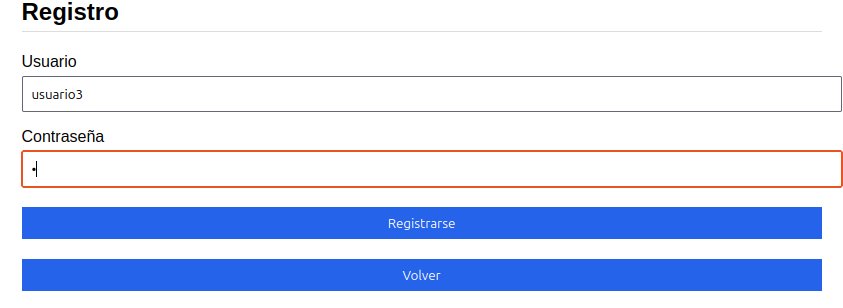 Registro
Usuario
usuario3
Contraseña
•
Registrarse
Volver